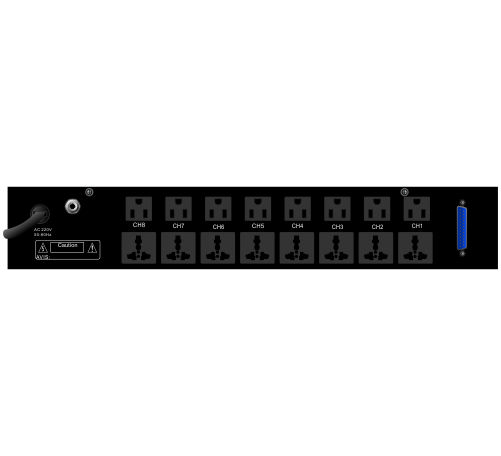 CH8 CH7 CH6 CH5 CH4 CH3 CH2 CH1
AC 220V
50-60Hz
Caution
AVIS: